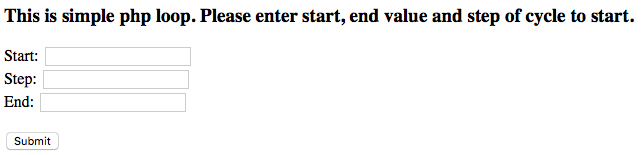 This is simple php loop. Please enter start, end value and step of cycle to start.
Start:
Step:
End:
Submit